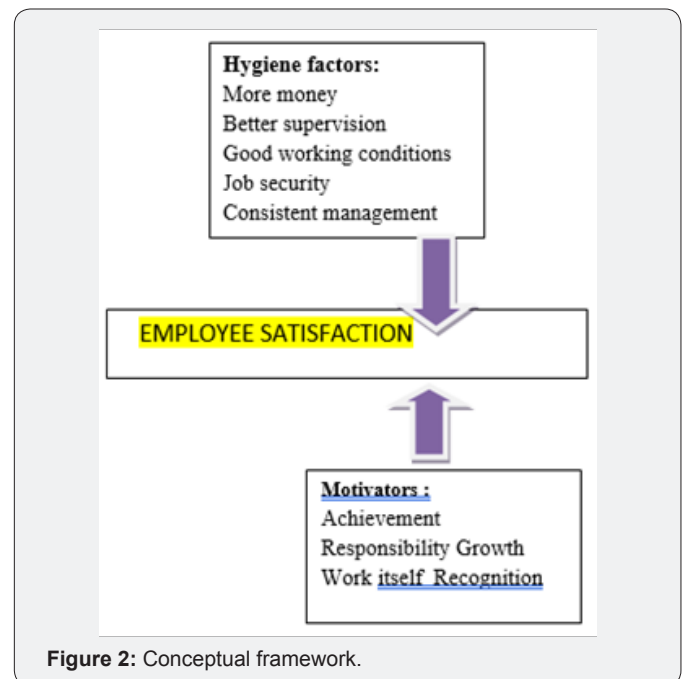 Hygiene factors:
More money
Better supervision
Good working conditions
Job security
Consistent management
EMPLOYEE SATISFACTION
Motivators :
Achievement
Responsibility Growth
Work itself Recognition
Figure 2: Conceptual framework.